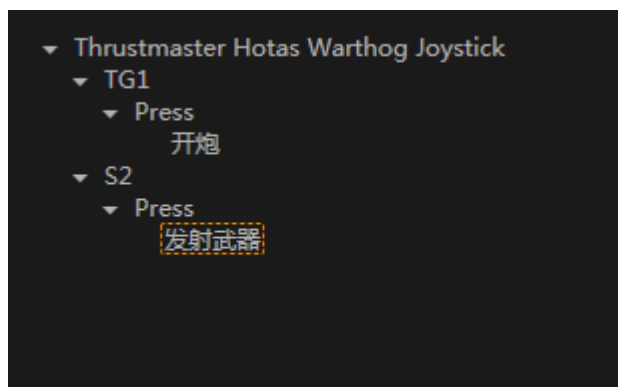 Thrustmaster Hotas Warthog Joystick
TG1
Press
开炮
S2
Press
发射武器